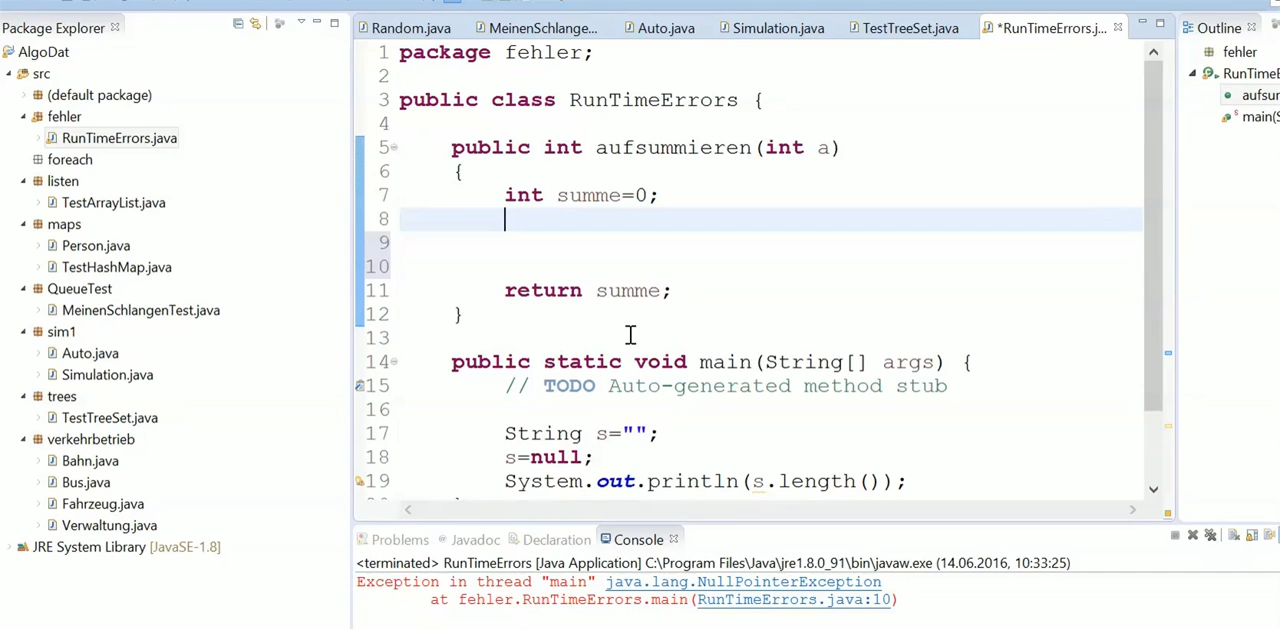 Package Explorer
AlgoDat
src
(default package)
fehler
RunTimeErrors.java
foreach
listen
TestArrayList.java
maps
Person.java
TestHashMap.java
QueueTest
MeinenSchlangenTest.java
sim1
Auto.java
Simulation.java
trees
TestTreeSet.java
verkehrbetrieb
Bahn.java
Bus.java
Fahrzeug.java
Verwaltung.java
JRE System Library [JavaSE-1.8]
Random.java MeinenSchlange... Auto.java Simulation.java TestTreeSet.java *RunTimeErrors.j...
1 package fehler;
2
3 public class RunTimeErrors {
4
5 public int aufsummieren(int a)
6 {
7 int summe=0;
8
9
10
11 return summe;
12 }
13
14 public static void main(String[] args) {
15 // TODO Auto-generated method stub
16
17 String s="";
18 s=null;
19 System.out.println(s.length());
Outline
fehler
RunTimeE
aufsur
main(S
Problems Javadoc Declaration Console
<terminated> RunTimeErrors [Java Application] C:\Program Files\Java\jre1.8.0_91\bin\javaw.exe (14.06.2016, 10:33:25)
Exception in thread "main" java.lang.NullPointerException
at fehler.RunTimeErrors.main(RunTimeErrors.java:10)